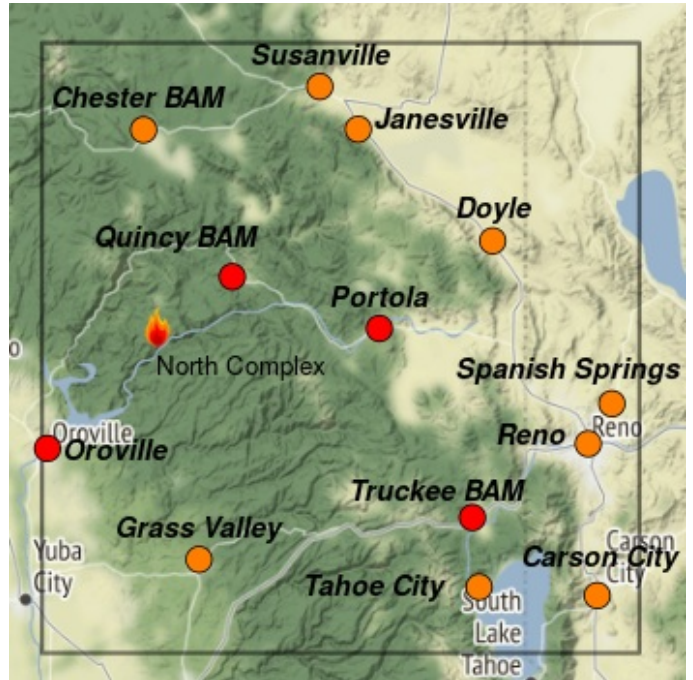 Susanville
Chester BAM
Janesville
Doyle
Quincy BAM
Portola
o
North Complex
Spanish Springs
Reno
Reno
Oroville
Oroville
Truckee BAM
Grass Valley
Yuba
City
Carson
City
Carson City
Tahoe City
South
Lake
Tahoe